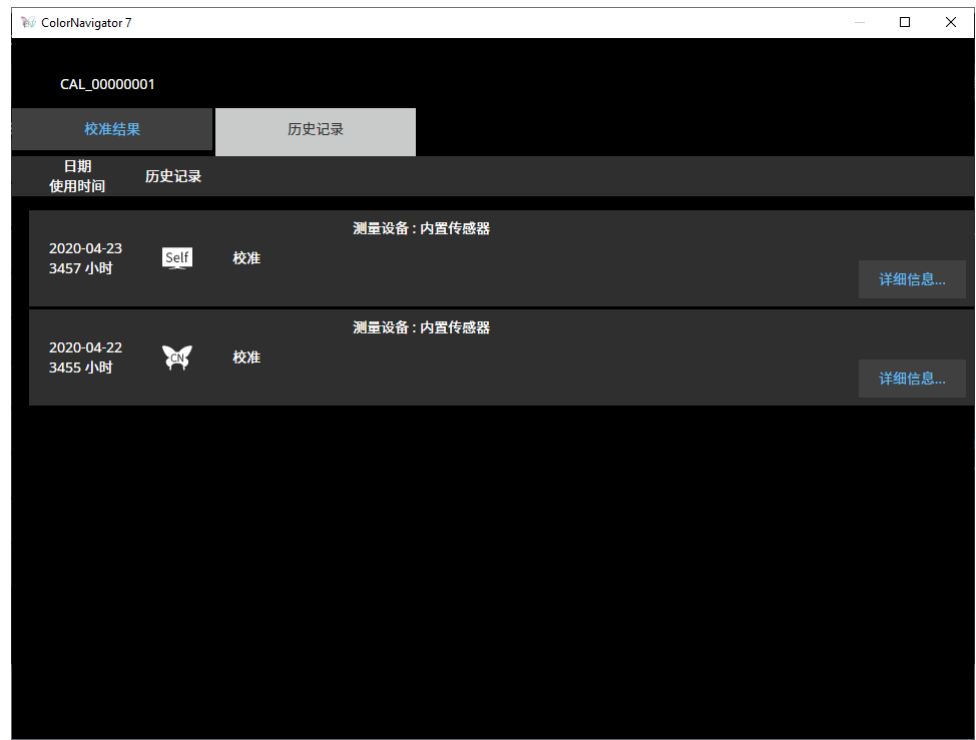 ColorNavigator 7
CAL_00000001
校准结果
历史记录
日期
使用时间
历史记录
测量设备 : 内置传感器
2020-04-23
3457 小时
Self
校准
详细信息...
测量设备 : 内置传感器
2020-04-22
3455 小时
CN
校准
详细信息...